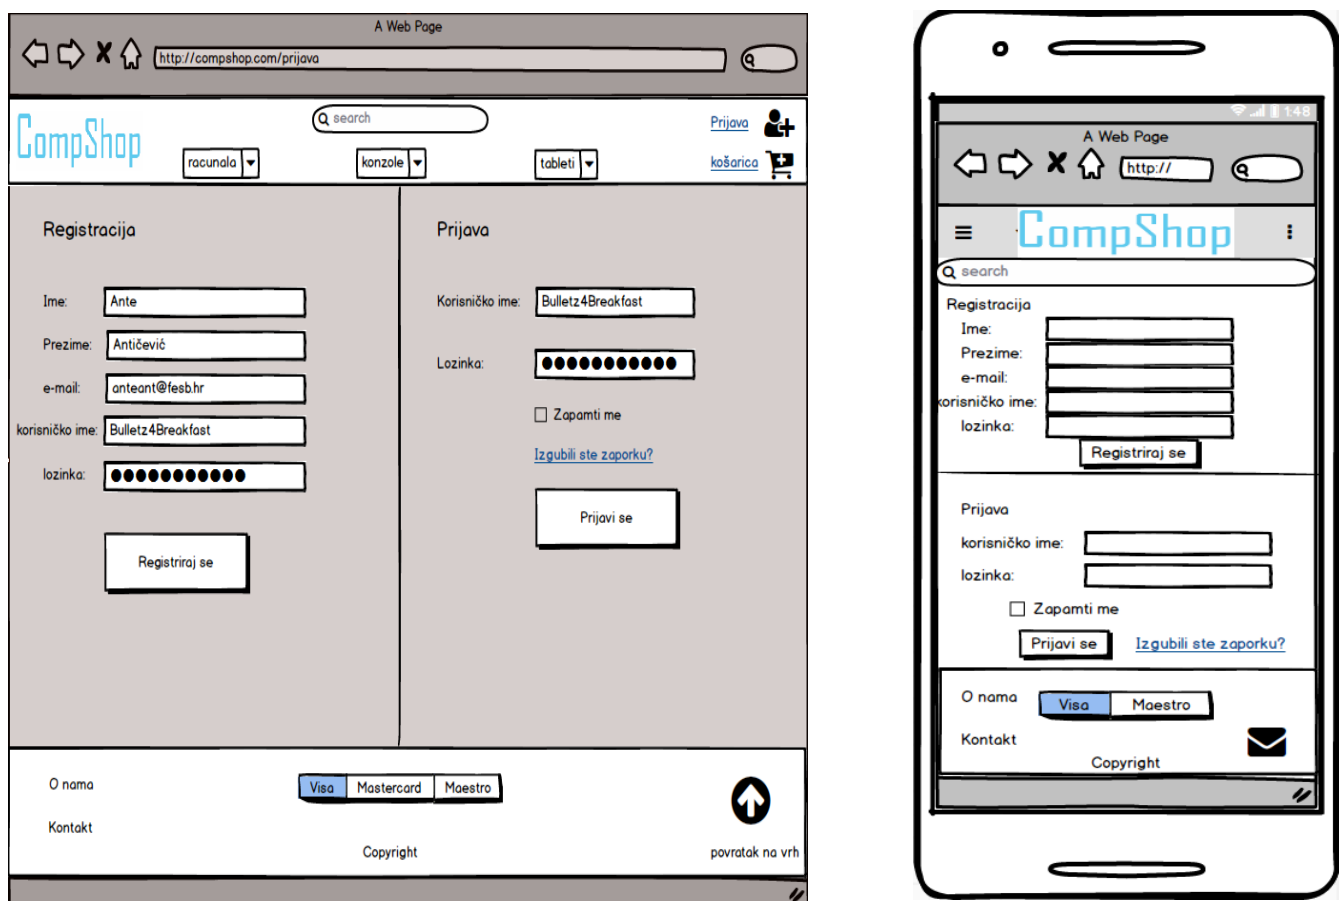 A Web Page
http://compshop.com/prijava
CompShop
search
Prijava
racunala
konzole
tableti
košarica
Registracija
Ime: Ante
Prezime: Antičević
e-mail: anteant@fesb.hr
korisničko ime: Bulletz4Breakfast
lozinka: ●●●●●●●●●●●
Registriraj se
Prijava
Korisničko ime: Bulletz4Breakfast
Lozinka: ●●●●●●●●●●●
Zapamti me
Izgubili ste zaporku?
Prijavi se
O nama
Visa Mastercard Maestro
Kontakt
Copyright
povratak na vrh
1:48
A Web Page
http://
CompShop
search
Registracija
Ime:
Prezime:
e-mail:
korisničko ime:
lozinka:
Registriraj se
Prijava
korisničko ime:
lozinka:
Zapamti me
Prijavi se Izgubili ste zaporku?
O nama
Visa Maestro
Kontakt
Copyright